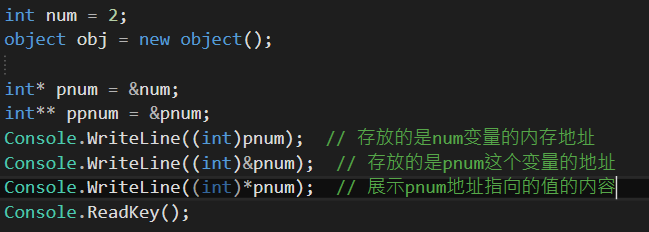 int num = 2;
object obj = new object();
int* pnum = &num;
int** ppnum = &pnum;
Console.WriteLine((int)pnum);  // 存放的是num变量的内存地址
Console.WriteLine((int)&pnum);  // 存放的是pnum这个变量的地址
Console.WriteLine((int)*pnum);  // 展示pnum地址指向的值的内容
Console.ReadKey();